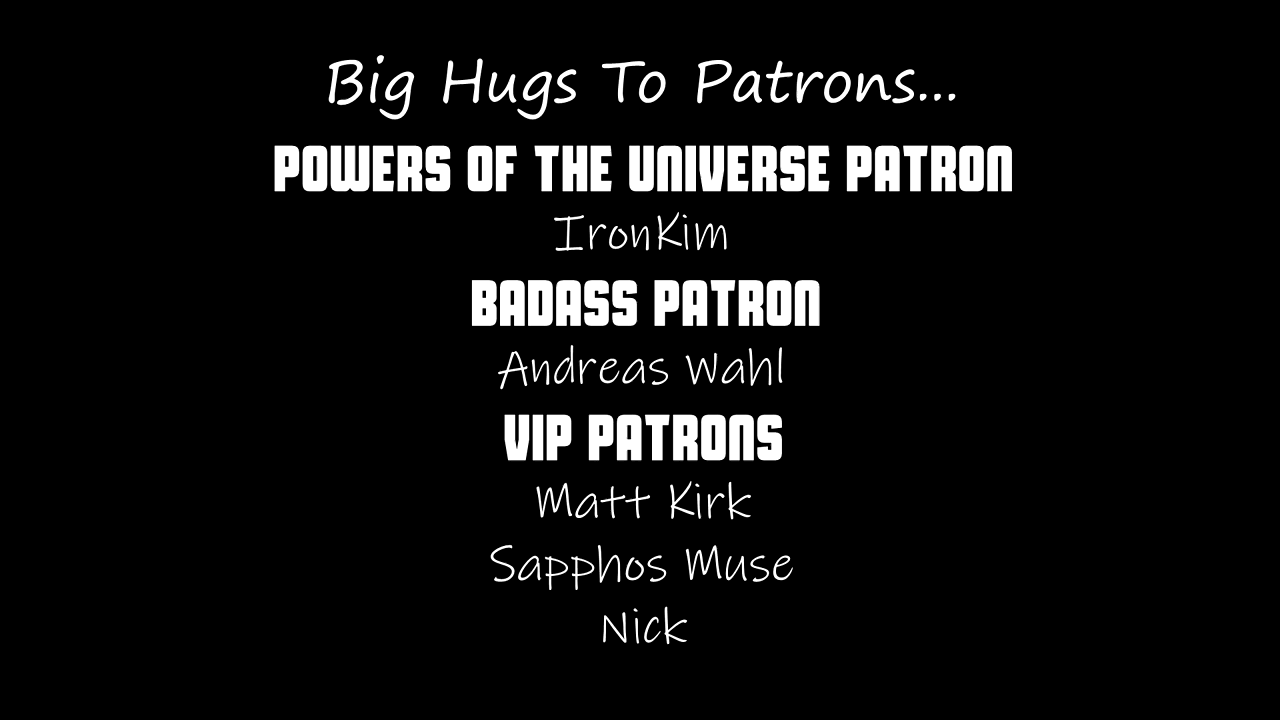 Big Hugs To Patrons...
POWERS OF THE UNIVERSE PATRON
IronKim
BADASS PATRON
Andreas Wahl
VIP PATRONS
Matt Kirk
Sapphos Muse
Nick